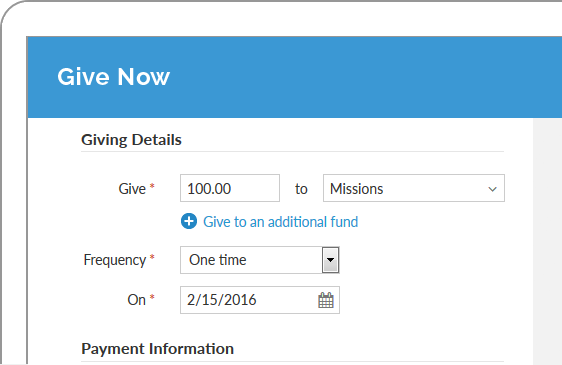 Give Now
Giving Details
Give * 100.00 to Missions
Give to an additional fund
Frequency * One time
On * 2/15/2016
Payment Information